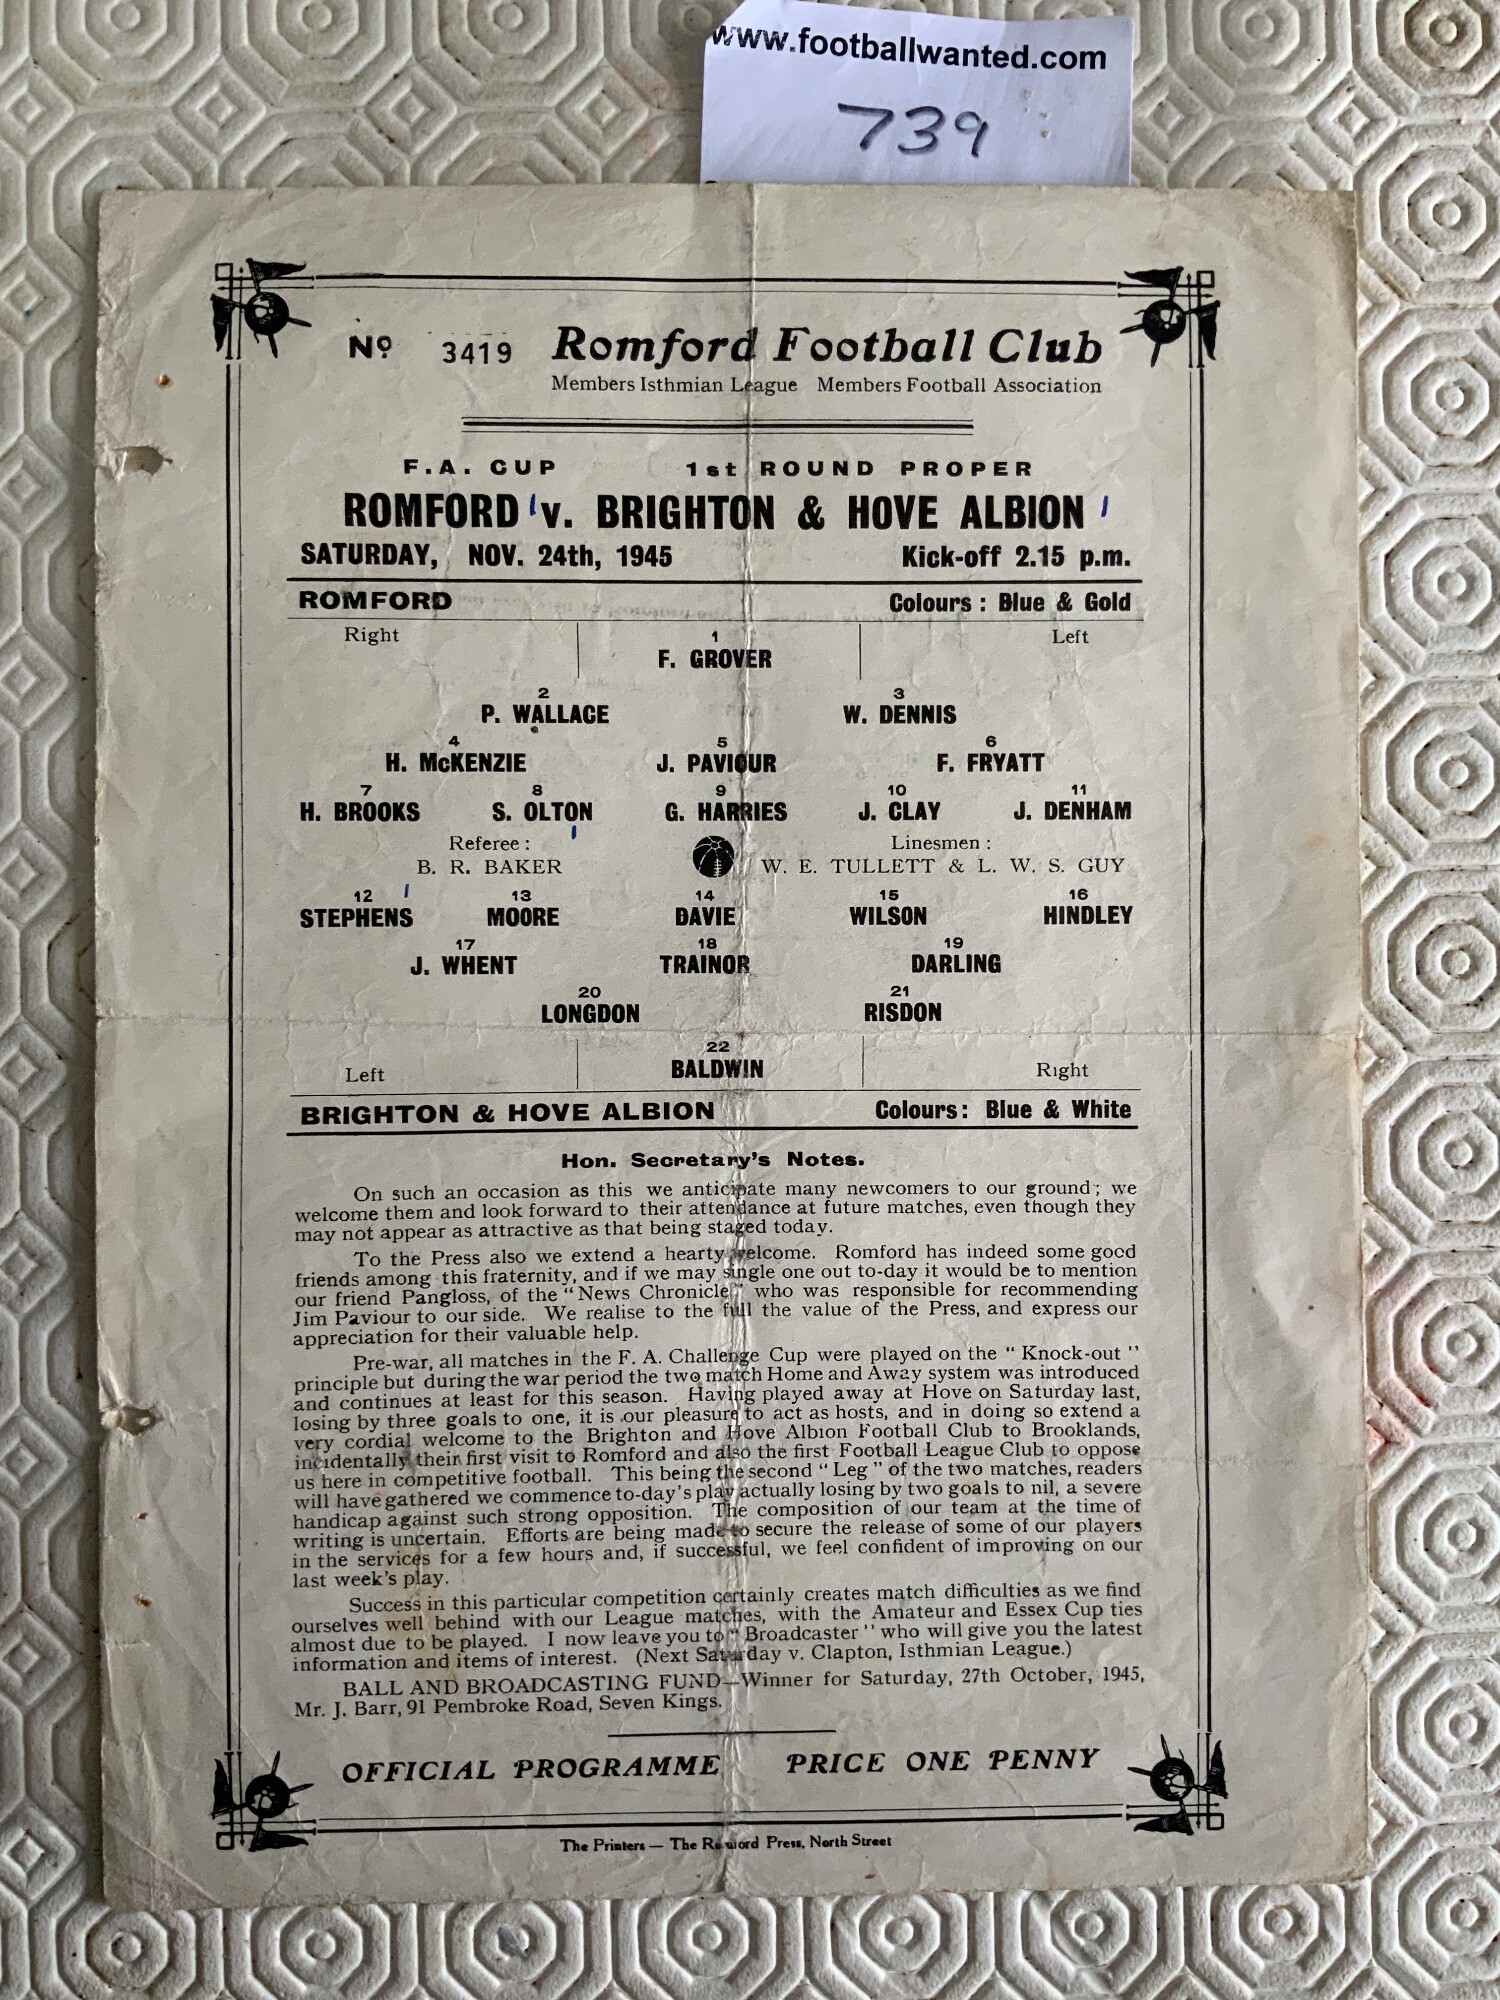 www.footballwanted.com
739
No 3419 Romford Football Club
Members Isthmian League Members Football Association
F.A. CUP 1st ROUND PROPER
ROMFORD v. BRIGHTON & HOVE ALBION
SATURDAY, NOV. 24th, 1945 Kick-off 2.15 p.m.
ROMFORD Colours : Blue & Gold
Right 1 Left
F. GROVER
2 3
P. WALLACE W. DENNIS
4 5 6
H. McKENZIE J. PAVIOUR F. FRYATT
7 8 9 10 11
H. BROOKS S. OLTON G. HARRIES J. CLAY J. DENHAM
Referee : Linesmen :
B. R. BAKER W. E. TULLETT & L. W. S. GUY
12 13 14 15 16
STEPHENS MOORE DAVIE WILSON HINDLEY
17 18 19
J. WHENT TRAINOR DARLING
20 21
LONGDON RISDON
22
Left BALDWIN Right
BRIGHTON & HOVE ALBION Colours : Blue & White
Hon. Secretary's Notes.
On such an occasion as this we anticipate many newcomers to our ground ; we
welcome them and look forward to their attendance at future matches, even though they
may not appear as attractive as that being staged today.
To the Press also we extend a hearty welcome. Romford has indeed some good
friends among this fraternity, and if we may single one out to-day it would be to mention
our friend Pangloss, of the "News Chronicle" who was responsible for recommending
Jim Paviour to our side. We realise to the full the value of the Press, and express our
appreciation for their valuable help.
Pre-war, all matches in the F. A. Challenge Cup were played on the " Knock-out "
principle but during the war period the two match Home and Away system was introduced
and continues at least for this season. Having played away at Hove on Saturday last,
losing by three goals to one, it is our pleasure to act as hosts, and in doing so extend a
very cordial welcome to the Brighton and Hove Albion Football Club to Brooklands,
incidentally their first visit to Romford and also the first Football League Club to oppose
us here in competitive football. This being the second " Leg " of the two matches, readers
will have gathered we commence to-day's play actually losing by two goals to nil, a severe
handicap against such strong opposition. The composition of our team at the time of
writing is uncertain. Efforts are being made to secure the release of some of our players
in the services for a few hours and, if successful, we feel confident of improving on our
last week's play.
Success in this particular competition certainly creates match difficulties as we find
ourselves well behind with our League matches, with the Amateur and Essex Cup ties
almost due to be played. I now leave you to " Broadcaster " who will give you the latest
information and items of interest. (Next Saturday v. Clapton, Isthmian League.)
BALL AND BROADCASTING FUND—Winner for Saturday, 27th October, 1945,
Mr. J. Barr, 91 Pembroke Road, Seven Kings.
OFFICIAL PROGRAMME PRICE ONE PENNY
The Printers — The Romford Press, North Street